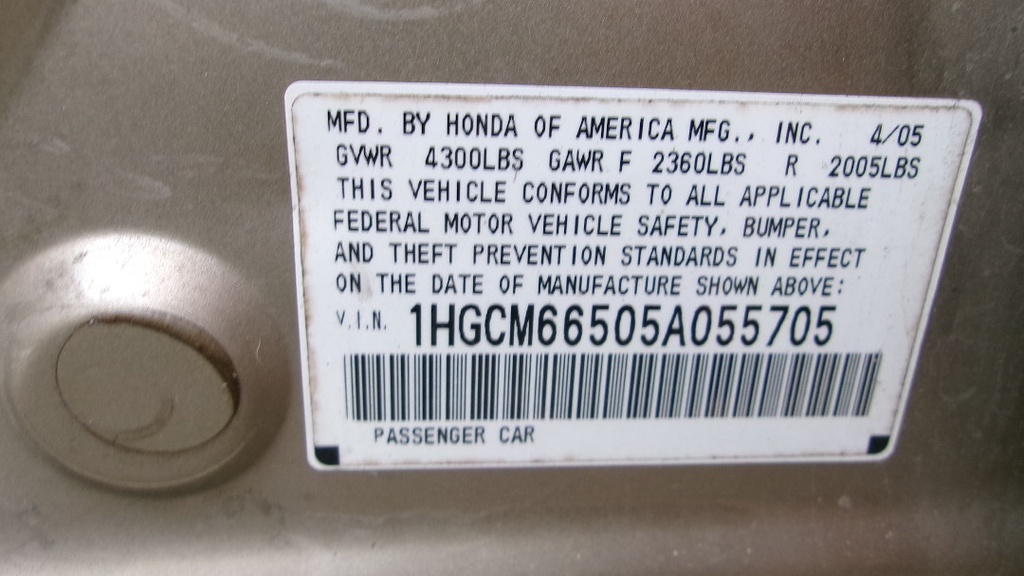 MFD. BY HONDA OF AMERICA MFG., INC. 4/05
GVWR 4300LBS GAWR F 2360LBS R 2005LBS
THIS VEHICLE CONFORMS TO ALL APPLICABLE
FEDERAL MOTOR VEHICLE SAFETY, BUMPER,
AND THEFT PREVENTION STANDARDS IN EFFECT
ON THE DATE OF MANUFACTURE SHOWN ABOVE:
V.I.N. 1HGCM66505A055705
PASSENGER CAR